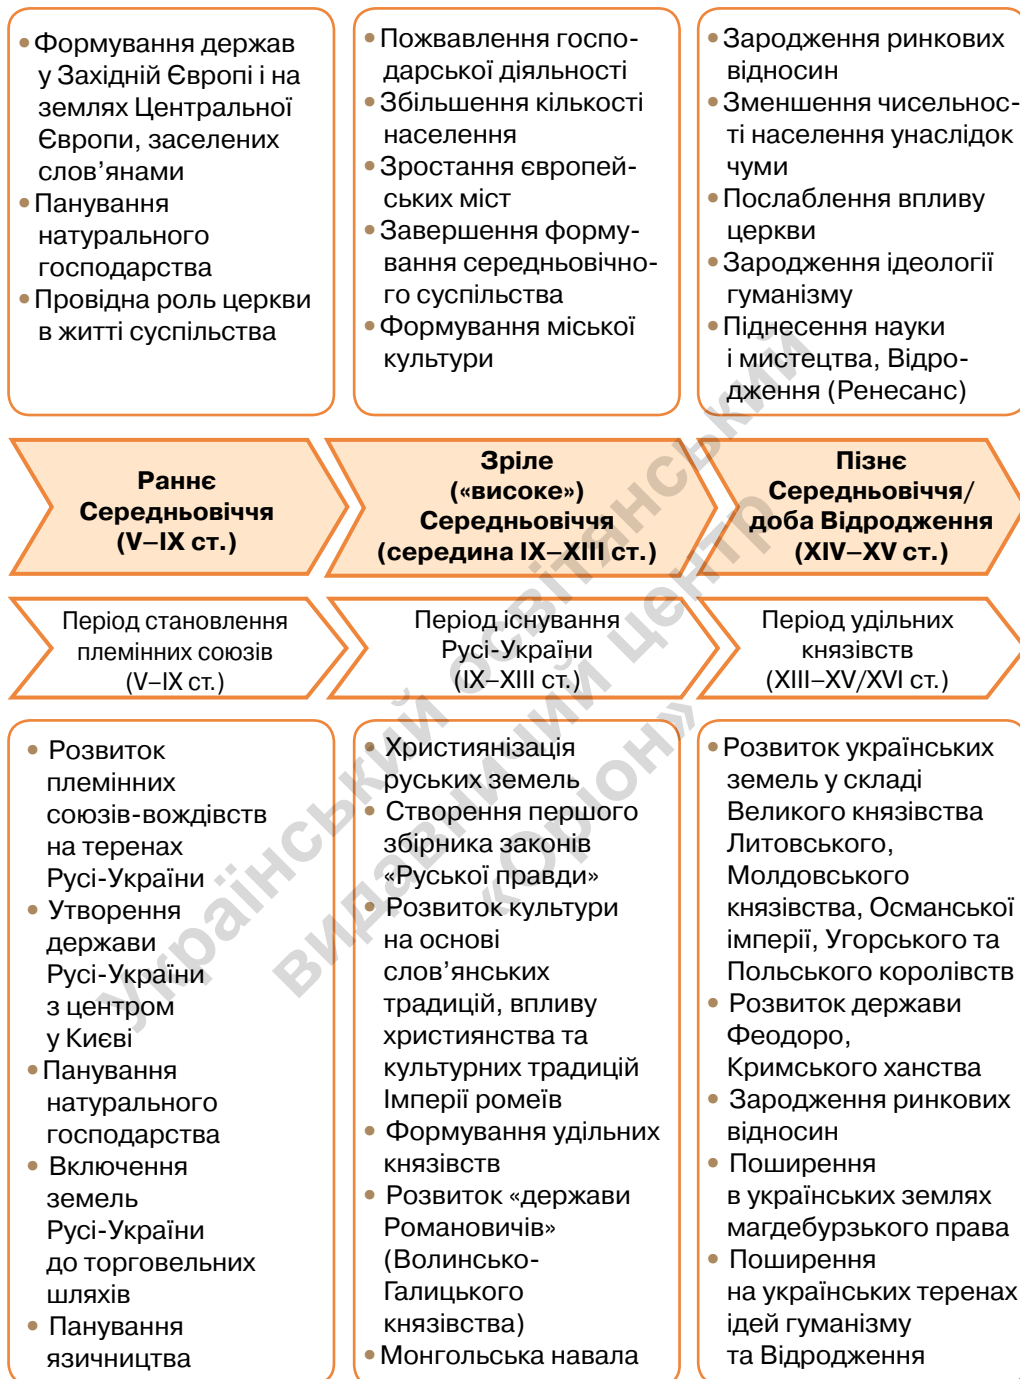 • Формування держав
у Західній Європі і на
землях Центральної
Європи, заселених
слов’янами
• Панування
натурального
господарства
• Провідна роль церкви
в житті суспільства
• Пожвавлення госпо-
дарської діяльності
• Збільшення кількості
населення
• Зростання європей-
ських міст
• Завершення форму-
вання середньовічно-
го суспільства
• Формування міської
культури
• Зародження ринкових
відносин
• Зменшення чисельнос-
ті населення унаслідок
чуми
• Послаблення впливу
церкви
• Зародження ідеології
гуманізму
• Піднесення науки
і мистецтва, Відро-
дження (Ренесанс)
Раннє
Середньовіччя
(V–IX ст.)
Зріле
(«високе»)
Середньовіччя
(середина IX–XIII ст.)
Пізнє
Середньовіччя/
доба Відродження
(XIV–XV ст.)
Період становлення
племінних союзів
(V–IX ст.)
Період існування
Русі-України
(IX–XIII ст.)
Період удільних
князівств
(XIII–XV/XVI ст.)
• Розвиток
племінних
союзів-вождівств
на теренах
Русі-України
• Утворення
держави
Русі-України
з центром
у Києві
• Панування
натурального
господарства
• Включення
земель
Русі-України
до торговельних
шляхів
• Панування
язичництва
• Християнізація
руських земель
• Створення першого
збірника законів
«Руської правди»
• Розвиток культури
на основі
слов’янських
традицій, впливу
християнства та
культурних традицій
Імперії ромеїв
• Формування удільних
князівств
• Розвиток «держави
Романовичів»
(Волинсько-
Галицького
князівства)
• Монгольська навала
• Розвиток українських
земель у складі
Великого князівства
Литовського,
Молдовського
князівства, Османської
імперії, Угорського та
Польського королівств
• Розвиток держави
Феодоро,
Кримського ханства
• Зародження ринкових
відносин
• Поширення
в українських землях
магдебурзького права
• Поширення
на українських теренах
ідей гуманізму
та Відродження
Український освітянський
видавничий центр
«Оріон»